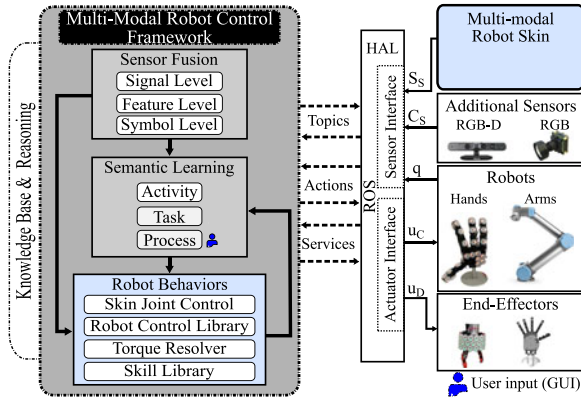 Multi-Modal Robot Control
Framework
Sensor Fusion
Signal Level
Feature Level
Symbol Level
Semantic Learning
Activity
Task
Process
Robot Behaviors
Skin Joint Control
Robot Control Library
Torque Resolver
Skill Library
Knowledge Base & Reasoning
Topics
Actions
Services
HAL
ROS
Sensor Interface
Actuator Interface
S_S
C_S
q
u_C
u_D
Multi-modal
Robot Skin
Additional Sensors
RGB-D RGB
Robots
Hands Arms
End-Effectors
User input (GUI)